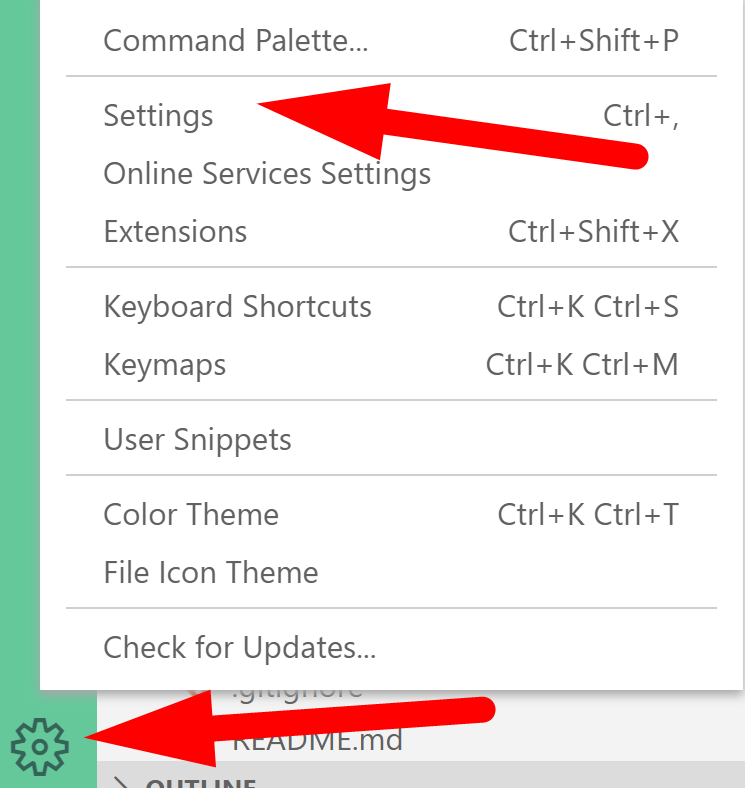 Command Palette... Ctrl+Shift+P
Settings Ctrl+,
Online Services Settings
Extensions Ctrl+Shift+X
Keyboard Shortcuts Ctrl+K Ctrl+S
Keymaps Ctrl+K Ctrl+M
User Snippets
Color Theme Ctrl+K Ctrl+T
File Icon Theme
Check for Updates...
.gitignore
README.md
OUTLINE